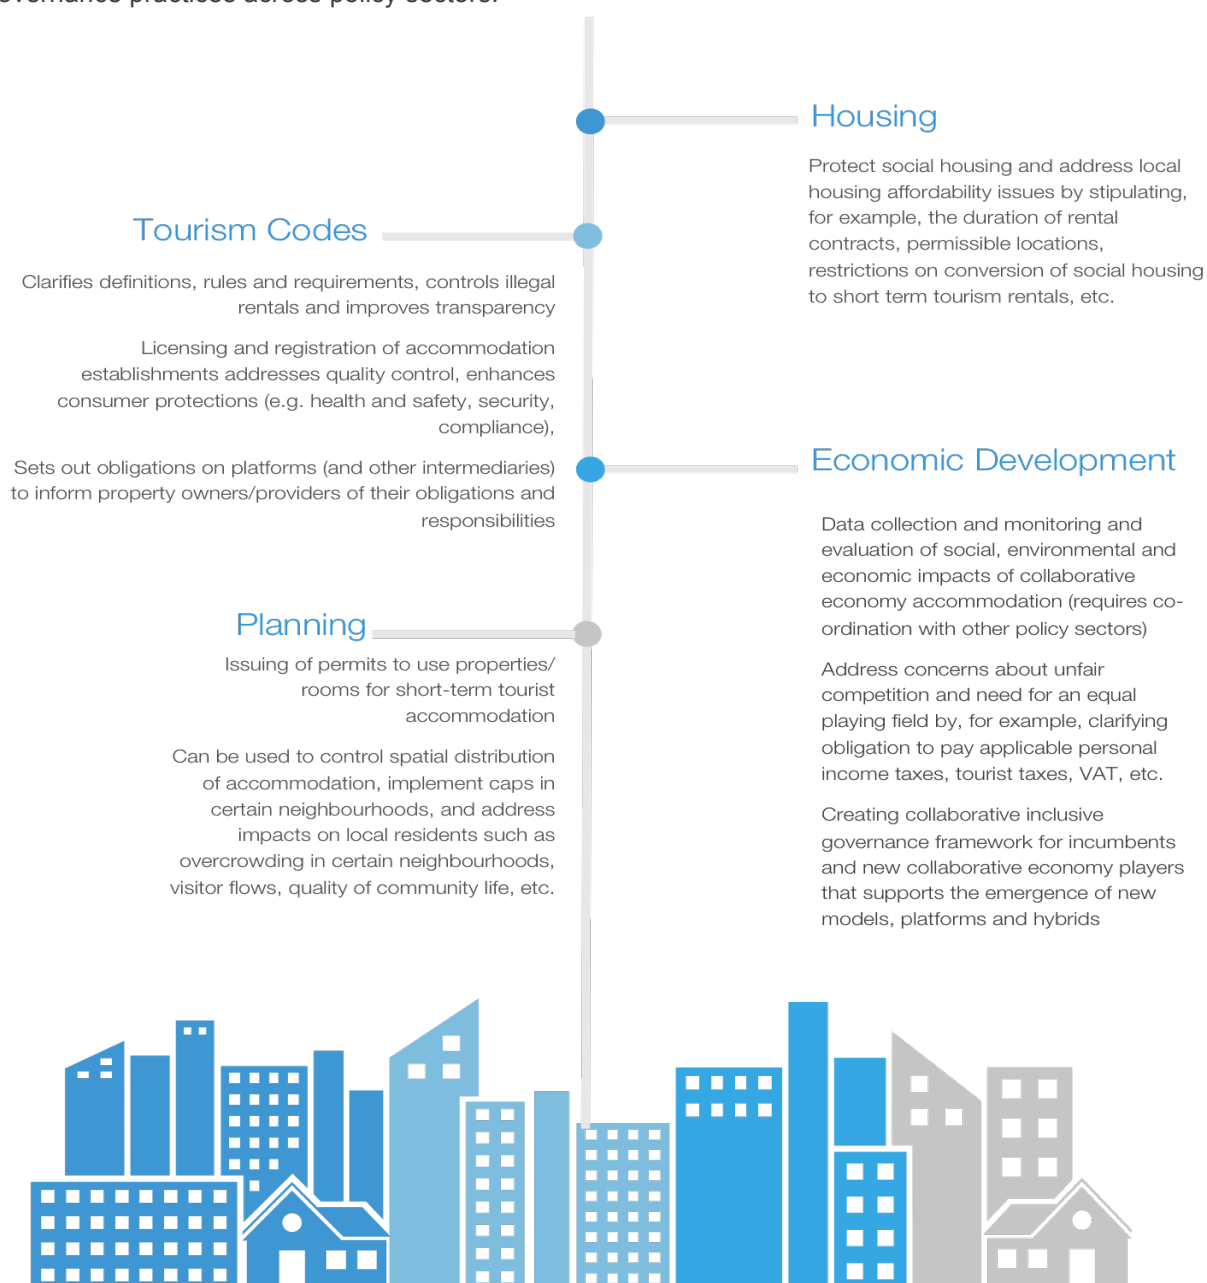 governance practices across policy sectors.
Housing
Protect social housing and address local
housing affordability issues by stipulating,
for example, the duration of rental
contracts, permissible locations,
restrictions on conversion of social housing
to short term tourism rentals, etc.
Tourism Codes
Clarifies definitions, rules and requirements, controls illegal
rentals and improves transparency
Licensing and registration of accommodation
establishments addresses quality control, enhances
consumer protections (e.g. health and safety, security,
compliance),
Sets out obligations on platforms (and other intermediaries)
to inform property owners/providers of their obligations and
responsibilities
Economic Development
Data collection and monitoring and
evaluation of social, environmental and
economic impacts of collaborative
economy accommodation (requires co-
ordination with other policy sectors)
Address concerns about unfair
competition and need for an equal
playing field by, for example, clarifying
obligation to pay applicable personal
income taxes, tourist taxes, VAT, etc.
Creating collaborative inclusive
governance framework for incumbents
and new collaborative economy players
that supports the emergence of new
models, platforms and hybrids
Planning
Issuing of permits to use properties/
rooms for short-term tourist
accommodation
Can be used to control spatial distribution
of accommodation, implement caps in
certain neighbourhoods, and address
impacts on local residents such as
overcrowding in certain neighbourhoods,
visitor flows, quality of community life, etc.